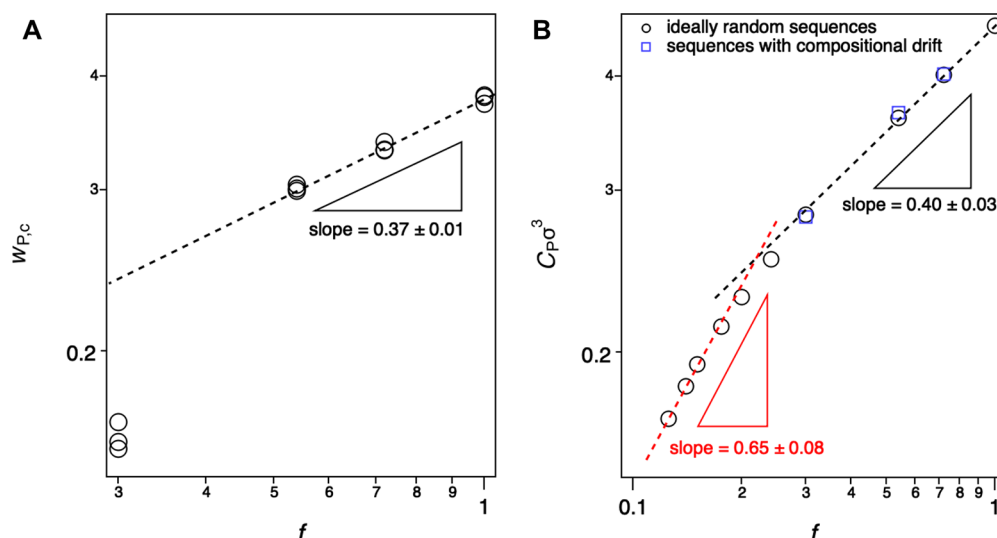 A
4
3
0.2
w_P,c
slope = 0.37 ± 0.01
3 4 5 6 7 8 9 1
f
B
ideally random sequences
sequences with compositional drift
4
3
0.2
C_Pσ³
slope = 0.40 ± 0.03
slope = 0.65 ± 0.08
0.1 2 3 4 5 6 7 8 9 1
f